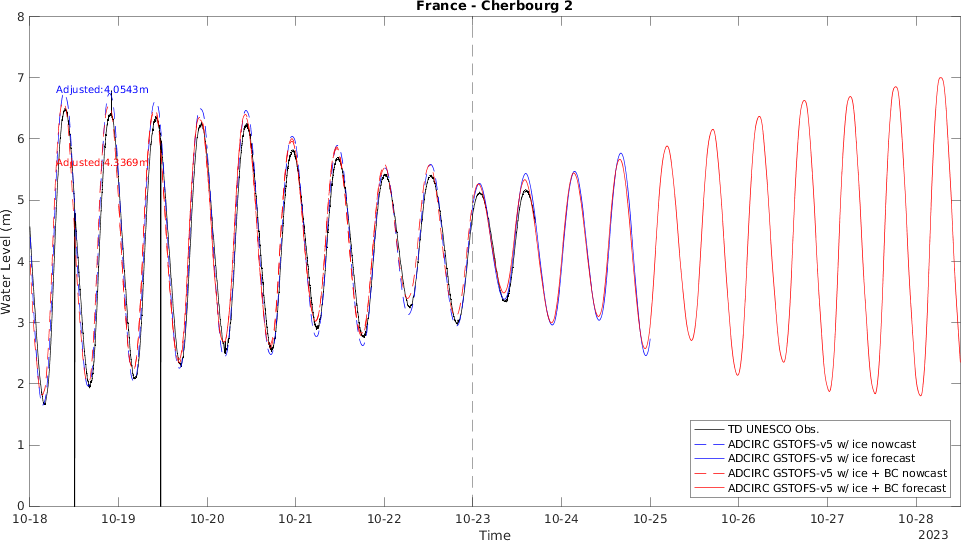 France - Cherbourg 2
8
7
6
5
4
3
2
1
0
Water Level (m)
Adjusted:4.0543m
Adjusted:4.3369m
TD UNESCO Obs.
ADCIRC GSTOFS-v5 w/ ice nowcast
ADCIRC GSTOFS-v5 w/ ice forecast
ADCIRC GSTOFS-v5 w/ ice + BC nowcast
ADCIRC GSTOFS-v5 w/ ice + BC forecast
10-18 10-19 10-20 10-21 10-22 10-23 10-24 10-25 10-26 10-27 10-28
Time
2023